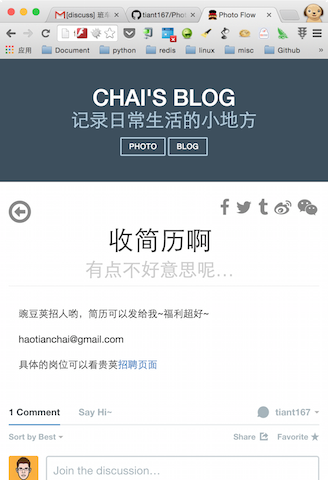 [discuss] 班车
tiant167/Phot
Photo Flow
应用
Document
python
redis
linux
misc
Github
»
CHAI'S BLOG
记录日常生活的小地方
PHOTO BLOG
收简历啊
有点不好意思呢…
豌豆荚招人哟，简历可以发给我~福利超好~
haotianchai@gmail.com
具体的岗位可以看贵荚招聘页面
1 Comment Say Hi~ tiant167
Sort by Best Share Favorite
Join the discussion…